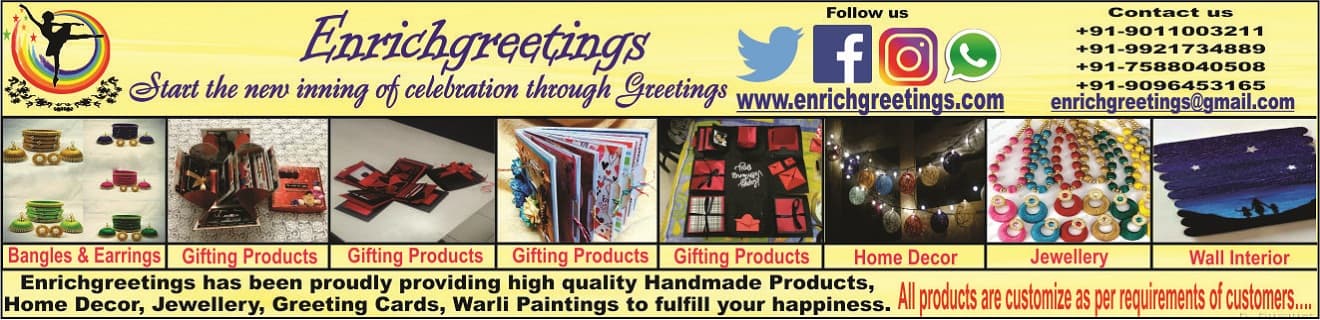 Enrichgreetings
Start the new inning of celebration through Greetings
Follow us
www.enrichgreetings.com
Contact us
+91-9011003211
+91-9921734889
+91-7588040508
+91-9096453165
enrichgreetings@gmail.com
Bangles & Earrings
Gifting Products
Gifting Products
Gifting Products
Gifting Products
Home Decor
Jewellery
Wall Interior
Enrichgreetings has been proudly providing high quality Handmade Products,
Home Decor, Jewellery, Greeting Cards, Warli Paintings to fulfill your happiness.
All products are customize as per requirements of customers....